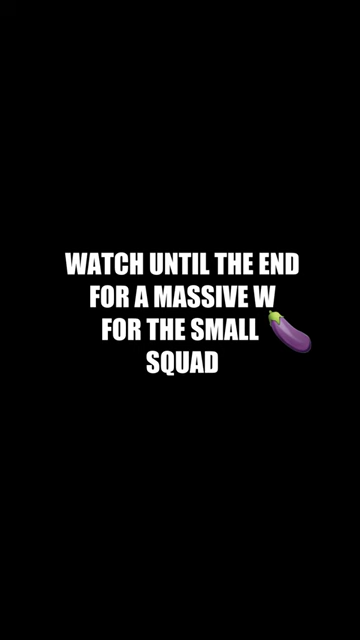 WATCH UNTIL THE END
FOR A MASSIVE W
FOR THE SMALL 🍆
SQUAD